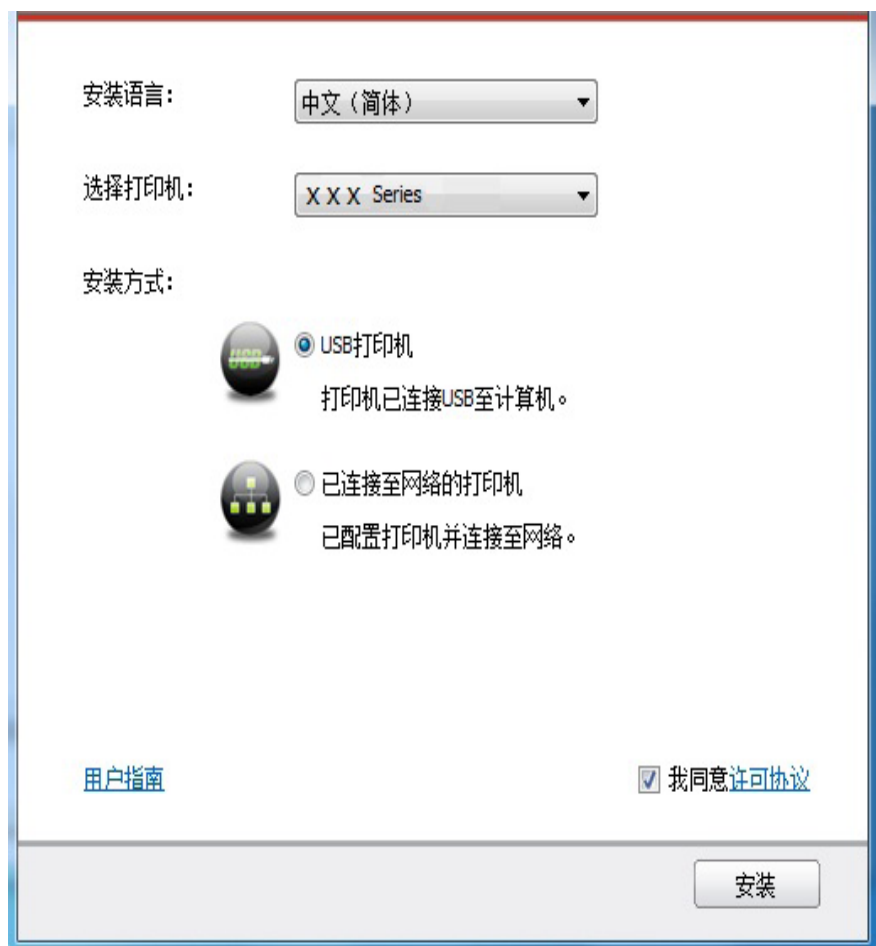 安装语言:
中文（简体）
选择打印机:
X X X Series
安装方式:
USB
USB打印机
打印机已连接USB至计算机。
已连接至网络的打印机
已配置打印机并连接至网络。
用户指南
我同意许可协议
安装